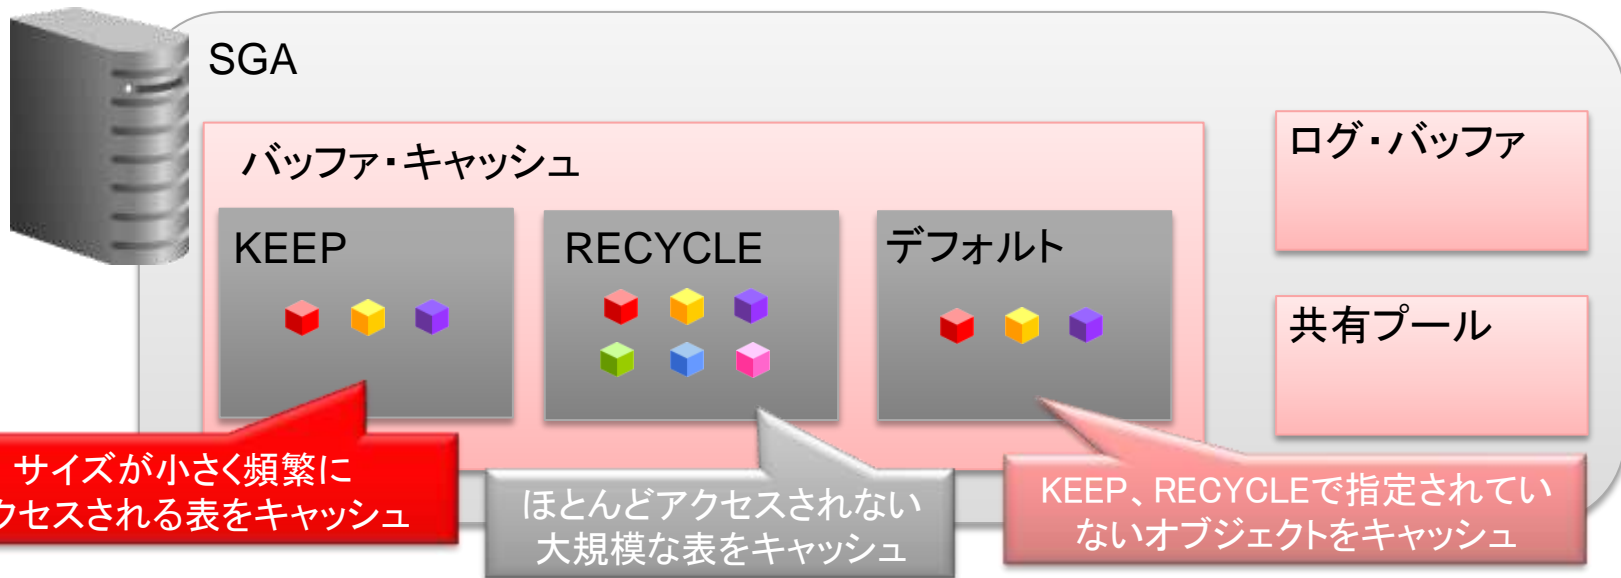 SGA
バッファ・キャッシュ
KEEP
RECYCLE
デフォルト
ログ・バッファ
共有プール
サイズが小さく頻繁に
クセスされる表をキャッシュ
ほとんどアクセスされない
大規模な表をキャッシュ
KEEP、RECYCLEで指定されてい
ないオブジェクトをキャッシュ